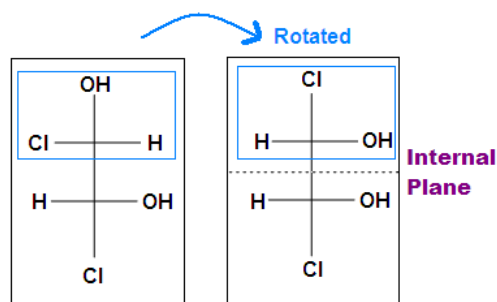 Rotated
OH
Cl H
H OH
Cl
Cl
H OH
H OH
Cl
Internal
Plane